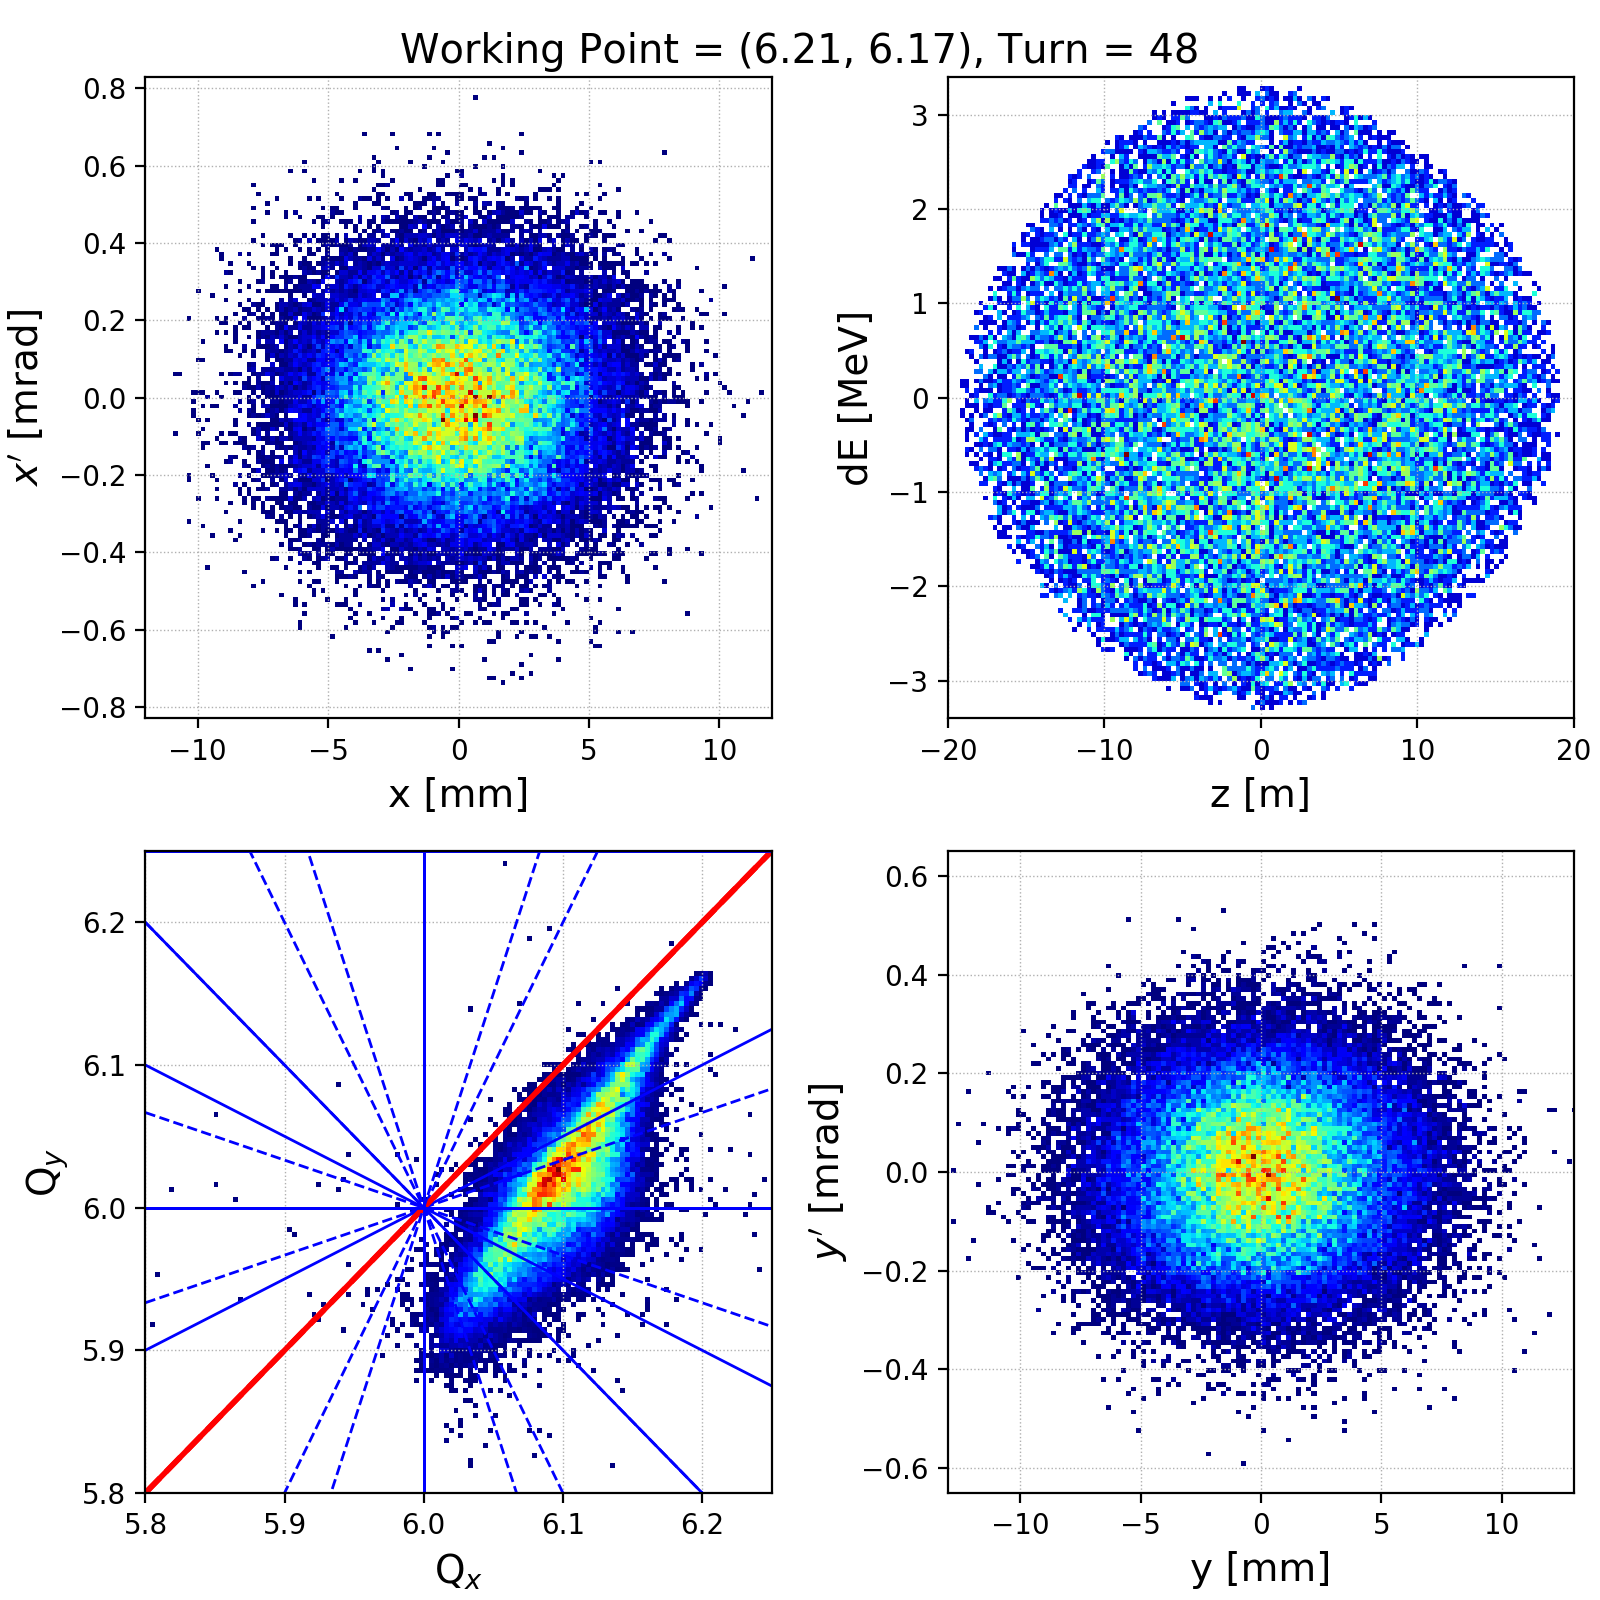 Working Point = (6.21, 6.17), Turn = 48
0.8
0.6
0.4
0.2
0.0
−0.2
−0.4
−0.6
−0.8
x′ [mrad]
−10 −5 0 5 10
x [mm]
3
2
1
0
−1
−2
−3
dE [MeV]
−20 −10 0 10 20
z [m]
6.2
6.1
6.0
5.9
5.8
Qy
5.8 5.9 6.0 6.1 6.2
Qx
0.6
0.4
0.2
0.0
−0.2
−0.4
−0.6
y′ [mrad]
−10 −5 0 5 10
y [mm]